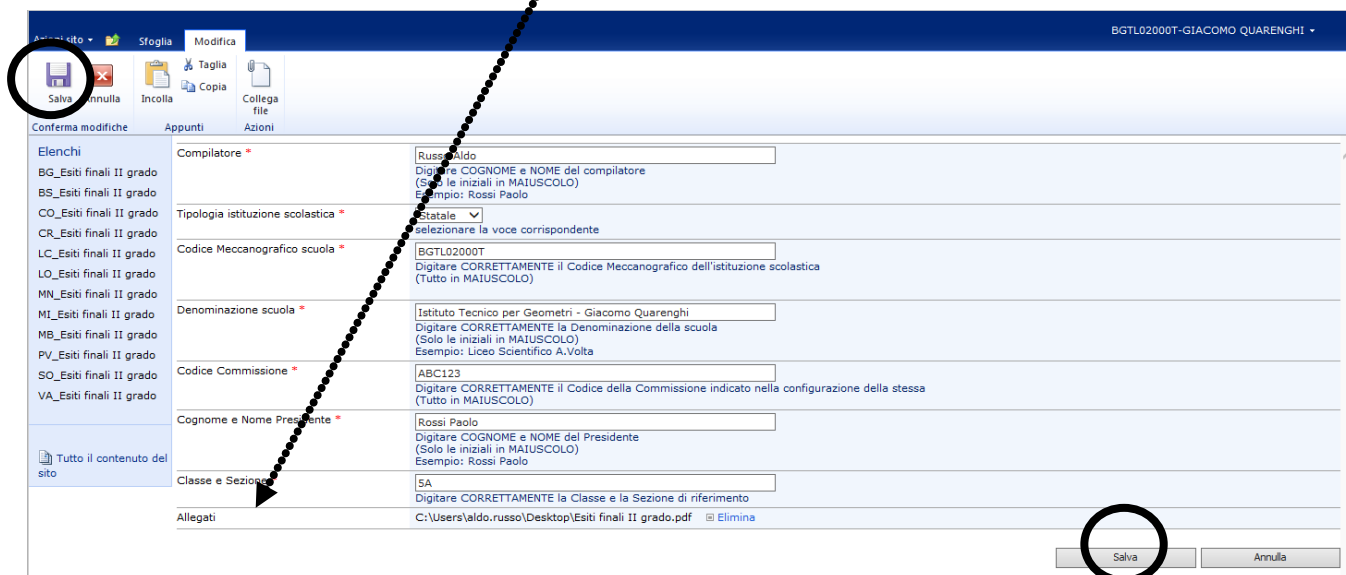 BGTL02000T-GIACOMO QUARENGHI
Azioni sito
Sfoglia
Modifica
Salva
Annulla
Incolla
Taglia
Copia
Collega
file
Conferma modifiche
Appunti
Azioni
Elenchi
BG_Esiti finali II grado
BS_Esiti finali II grado
CO_Esiti finali II grado
CR_Esiti finali II grado
LC_Esiti finali II grado
LO_Esiti finali II grado
MN_Esiti finali II grado
MI_Esiti finali II grado
MB_Esiti finali II grado
PV_Esiti finali II grado
SO_Esiti finali II grado
VA_Esiti finali II grado
Tutto il contenuto del
sito
Compilatore *
Russo Aldo
Digitare COGNOME e NOME del compilatore
(Solo le iniziali in MAIUSCOLO)
Esempio: Rossi Paolo
Tipologia istituzione scolastica *
Statale
selezionare la voce corrispondente
Codice Meccanografico scuola *
BGTL02000T
Digitare CORRETTAMENTE il Codice Meccanografico dell'istituzione scolastica
(Tutto in MAIUSCOLO)
Denominazione scuola *
Istituto Tecnico per Geometri - Giacomo Quarenghi
Digitare CORRETTAMENTE la Denominazione della scuola
(Solo le iniziali in MAIUSCOLO)
Esempio: Liceo Scientifico A.Volta
Codice Commissione *
ABC123
Digitare CORRETTAMENTE il Codice della Commissione indicato nella configurazione della stessa
(Tutto in MAIUSCOLO)
Cognome e Nome Presidente *
Rossi Paolo
Digitare COGNOME e NOME del Presidente
(Solo le iniziali in MAIUSCOLO)
Esempio: Rossi Paolo
Classe e Sezione
5A
Digitare CORRETTAMENTE la Classe e la Sezione di riferimento
Allegati
C:\Users\aldo.russo\Desktop\Esiti finali II grado.pdf
Elimina
Salva
Annulla